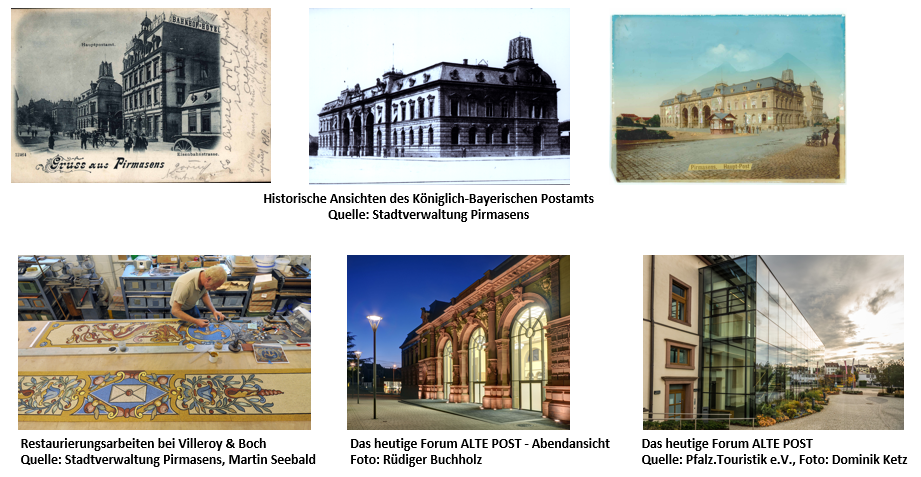 BAHNHOF-HOTEL
Hauptpostamt.
Gruss aus Pirmasens
Eisenbahnstrasse.
Pirmasens. Hôtel Post
Historische Ansichten des Königlich-Bayerischen Postamts
Quelle: Stadtverwaltung Pirmasens
Restaurierungsarbeiten bei Villeroy & Boch
Quelle: Stadtverwaltung Pirmasens, Martin Seebald
Das heutige Forum ALTE POST - Abendansicht
Foto: Rüdiger Buchholz
Das heutige Forum ALTE POST
Quelle: Pfalz.Touristik e.V., Foto: Dominik Ketz